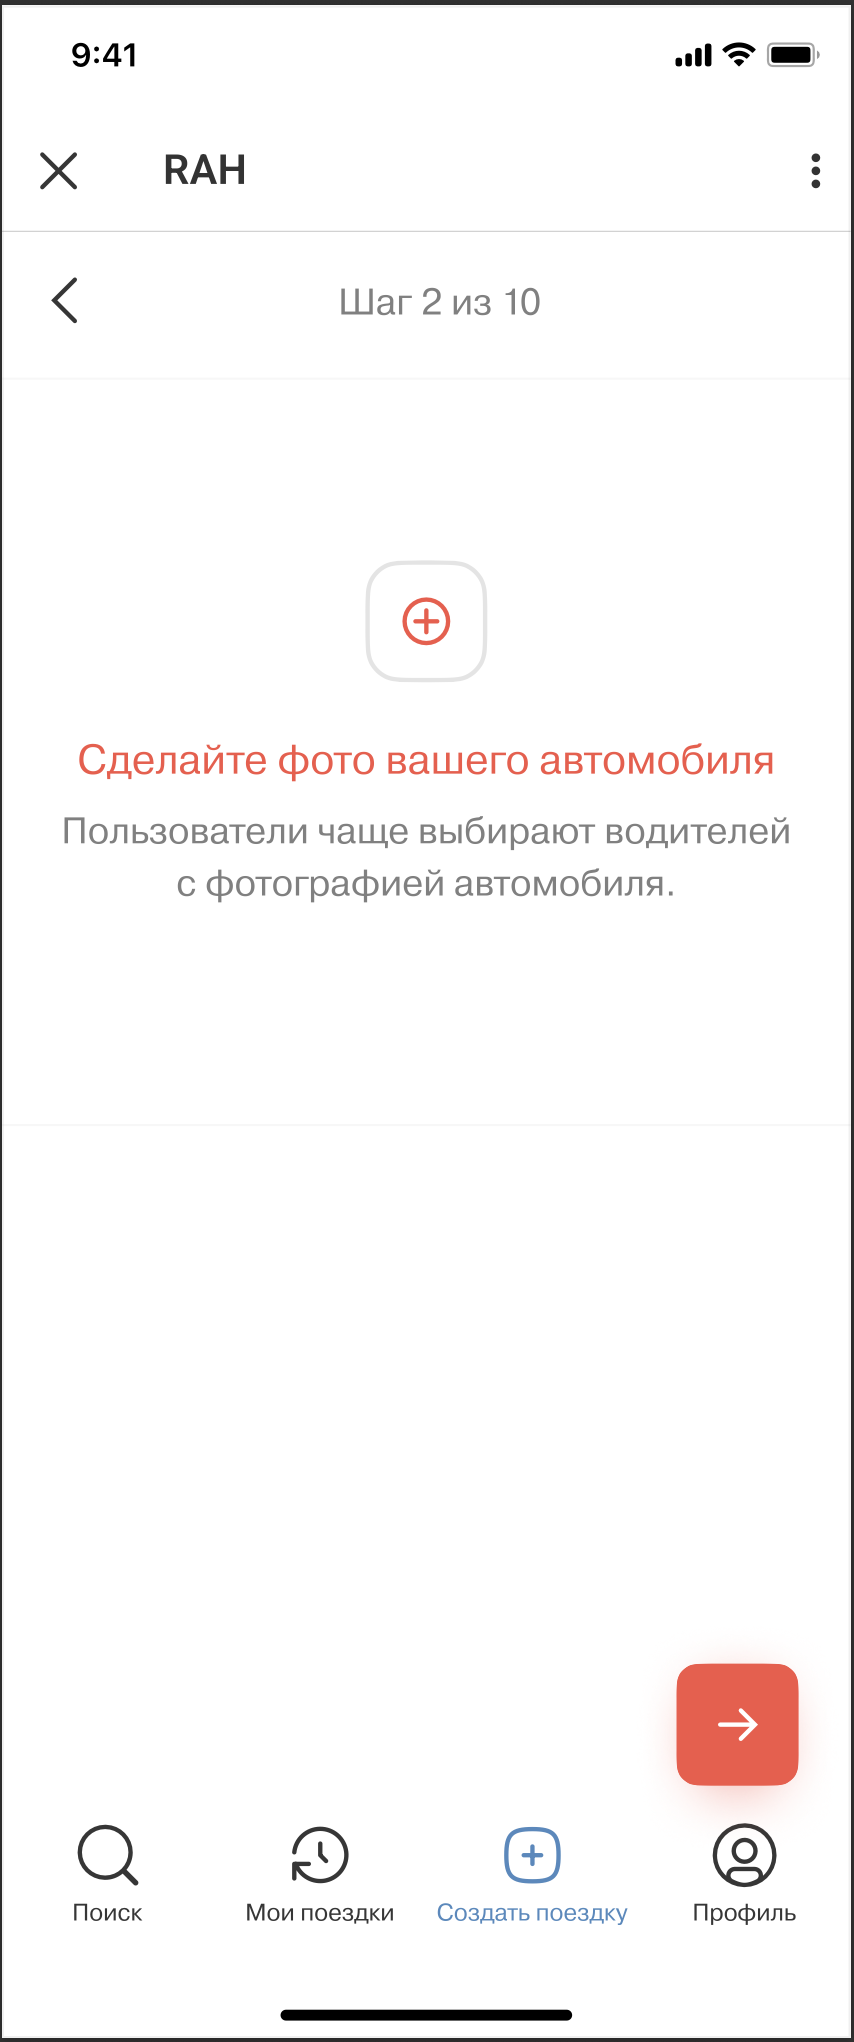 9:41
RAH
Шаг 2 из 10
Сделайте фото вашего автомобиля
Пользователи чаще выбирают водителей
с фотографией автомобиля.
Поиск
Мои поездки
Создать поездку
Профиль